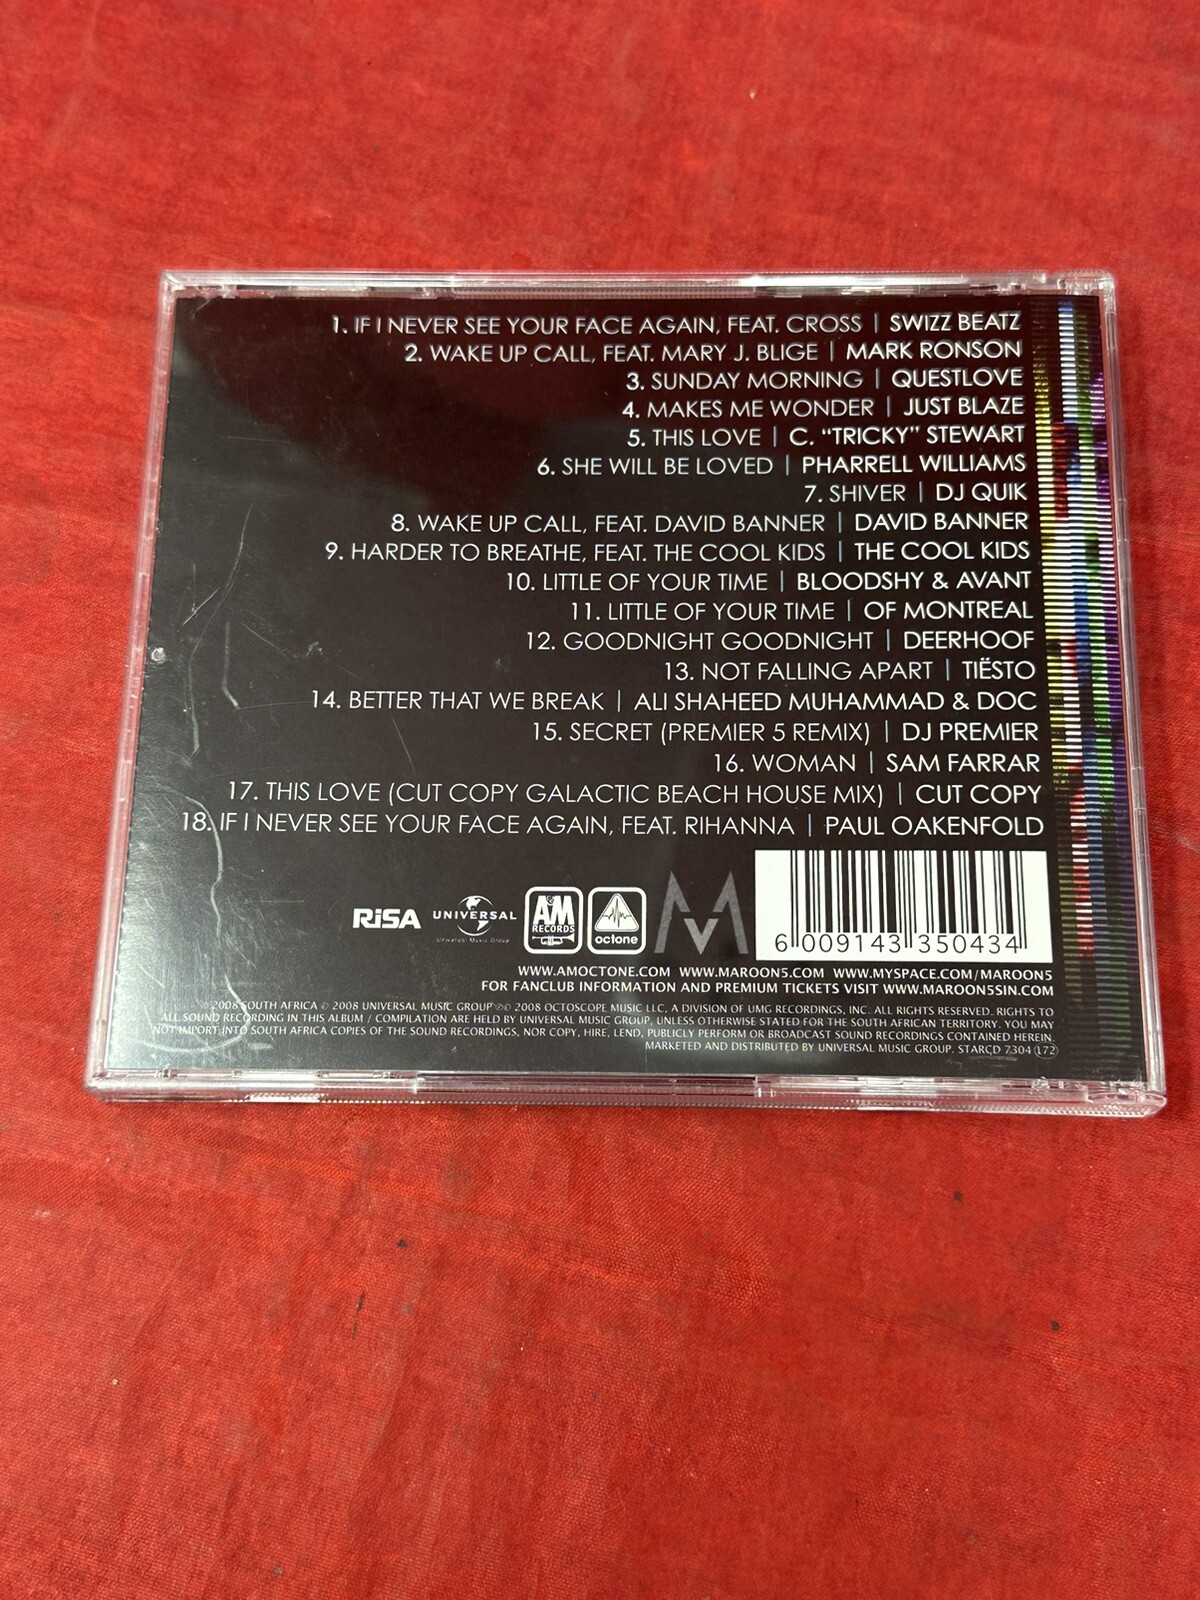 1. IF I NEVER SEE YOUR FACE AGAIN, FEAT. CROSS | SWIZZ BEATZ
2. WAKE UP CALL, FEAT. MARY J. BLIGE | MARK RONSON
3. SUNDAY MORNING | QUESTLOVE
4. MAKES ME WONDER | JUST BLAZE
5. THIS LOVE | C. “TRICKY” STEWART
6. SHE WILL BE LOVED | PHARRELL WILLIAMS
7. SHIVER | DJ QUIK
8. WAKE UP CALL, FEAT. DAVID BANNER | DAVID BANNER
9. HARDER TO BREATHE, FEAT. THE COOL KIDS | THE COOL KIDS
10. LITTLE OF YOUR TIME | BLOODSHY & AVANT
11. LITTLE OF YOUR TIME | OF MONTREAL
12. GOODNIGHT GOODNIGHT | DEERHOOF
13. NOT FALLING APART | TIËSTO
14. BETTER THAT WE BREAK | ALI SHAHEED MUHAMMAD & DOC
15. SECRET (PREMIER 5 REMIX) | DJ PREMIER
16. WOMAN | SAM FARRAR
17. THIS LOVE (CUT COPY GALACTIC BEACH HOUSE MIX) | CUT COPY
18. IF I NEVER SEE YOUR FACE AGAIN, FEAT. RIHANNA | PAUL OAKENFOLD
RiSA UNIVERSAL Universal Music Group A&M RECORDS octone M V
6 009143 350434
WWW.AMOCTONE.COM WWW.MAROON5.COM WWW.MYSPACE.COM/MAROON5
FOR FANCLUB INFORMATION AND PREMIUM TICKETS VISIT WWW.MAROON5SIN.COM
℗ 2008 SOUTH AFRICA © 2008 UNIVERSAL MUSIC GROUP ℗© 2008 OCTOSCOPE MUSIC LLC, A DIVISION OF UMG RECORDINGS, INC. ALL RIGHTS RESERVED. RIGHTS TO
ALL SOUND RECORDING IN THIS ALBUM / COMPILATION ARE HELD BY UNIVERSAL MUSIC GROUP, UNLESS OTHERWISE STATED FOR THE SOUTH AFRICAN TERRITORY. YOU MAY
NOT IMPORT INTO SOUTH AFRICA COPIES OF THE SOUND RECORDINGS, NOR COPY, HIRE, LEND, PUBLICLY PERFORM OR BROADCAST SOUND RECORDINGS CONTAINED HEREIN.
MARKETED AND DISTRIBUTED BY UNIVERSAL MUSIC GROUP. STARCD 7304 172